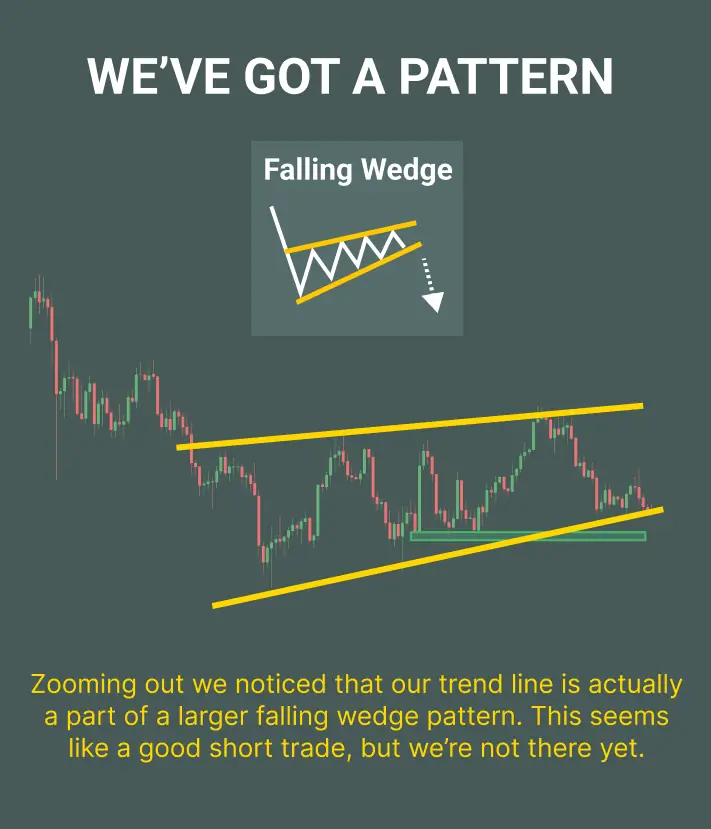 WE’VE GOT A PATTERN
Falling Wedge
Zooming out we noticed that our trend line is actually
a part of a larger falling wedge pattern. This seems
like a good short trade, but we’re not there yet.